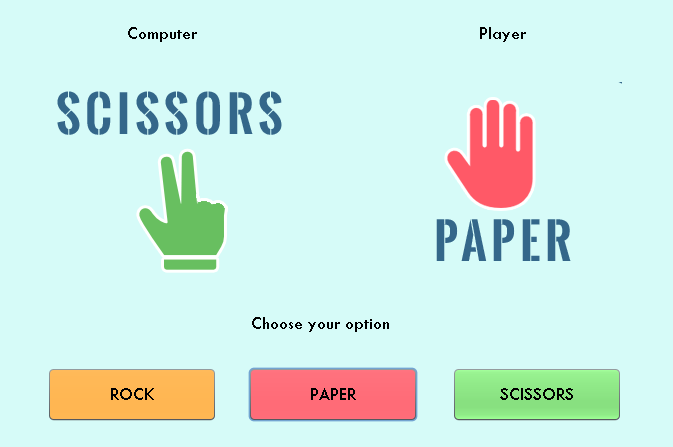 Computer
Player
SCISSORS
PAPER
Choose your option
ROCK
PAPER
SCISSORS